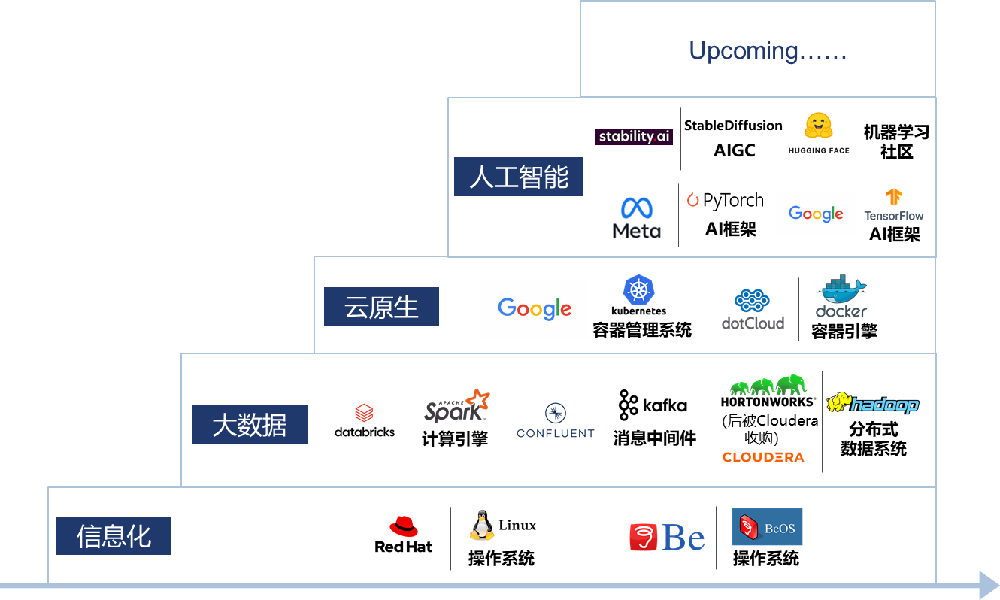 Upcoming……
人工智能
stability.ai
StableDiffusion
AIGC
HUGGING FACE
机器学习
社区
Meta
PyTorch
AI框架
Google
TensorFlow
AI框架
云原生
Google
kubernetes
容器管理系统
dotCloud
docker
容器引擎
大数据
databricks
APACHE
Spark™
计算引擎
CONFLUENT
kafka
消息中间件
HORTONWORKS®
(后被Cloudera
收购)
CLOUDERA
hadoop
分布式
数据系统
信息化
Red Hat
Linux
操作系统
Be
BeOS
操作系统